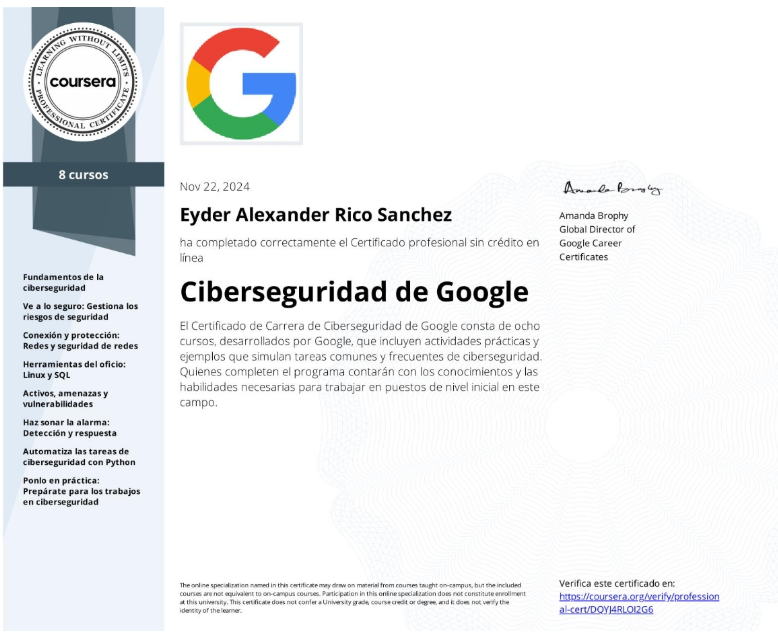 LEARNING WITHOUT LIMITS
coursera
PROFESSIONAL CERTIFICATE
8 cursos
Fundamentos de la
ciberseguridad
Ve a lo seguro: Gestiona los
riesgos de seguridad
Conexión y protección:
Redes y seguridad de redes
Herramientas del oficio:
Linux y SQL
Activos, amenazas y
vulnerabilidades
Haz sonar la alarma:
Detección y respuesta
Automatiza las tareas de
ciberseguridad con Python
Ponlo en práctica:
Prepárate para los trabajos
en ciberseguridad
G
Nov 22, 2024
Eyder Alexander Rico Sanchez
ha completado correctamente el Certificado profesional sin crédito en
línea
Ciberseguridad de Google
El Certificado de Carrera de Ciberseguridad de Google consta de ocho
cursos, desarrollados por Google, que incluyen actividades prácticas y
ejemplos que simulan tareas comunes y frecuentes de ciberseguridad.
Quienes completen el programa contarán con los conocimientos y las
habilidades necesarias para trabajar en puestos de nivel inicial en este
campo.
Amanda Brophy
Amanda Brophy
Global Director of
Google Career
Certificates
The online specialization named in this certificate may draw on material from courses taught on-campus, but the included
courses are not equivalent to on-campus courses. Participation in this online specialization does not constitute enrollment
at this university. This certificate does not confer a University grade, course credit or degree, and it does not verify the
identity of the learner.
Verifica este certificado en:
https://coursera.org/verify/profession
al-cert/DQYJ4RLOI2G6